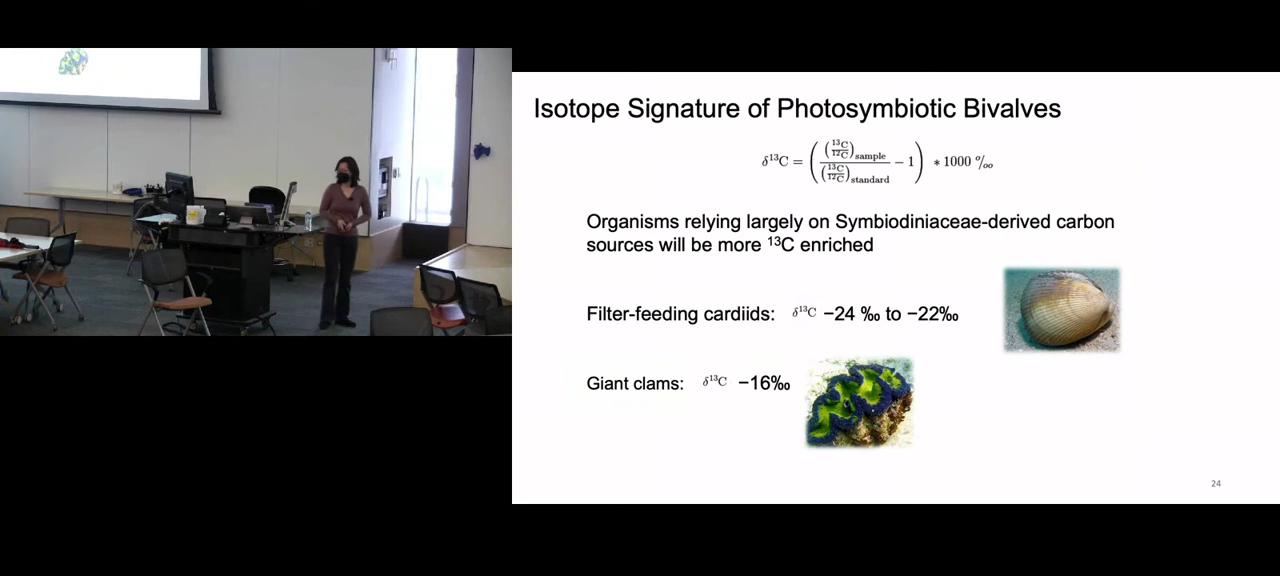 Isotope Signature of Photosymbiotic Bivalves
δ¹³C = ( (¹³C/¹²C)sample / (¹³C/¹²C)standard − 1 ) * 1000 ‰
Organisms relying largely on Symbiodiniaceae-derived carbon
sources will be more ¹³C enriched
Filter-feeding cardiids: δ¹³C −24 ‰ to −22‰
Giant clams: δ¹³C −16‰
24